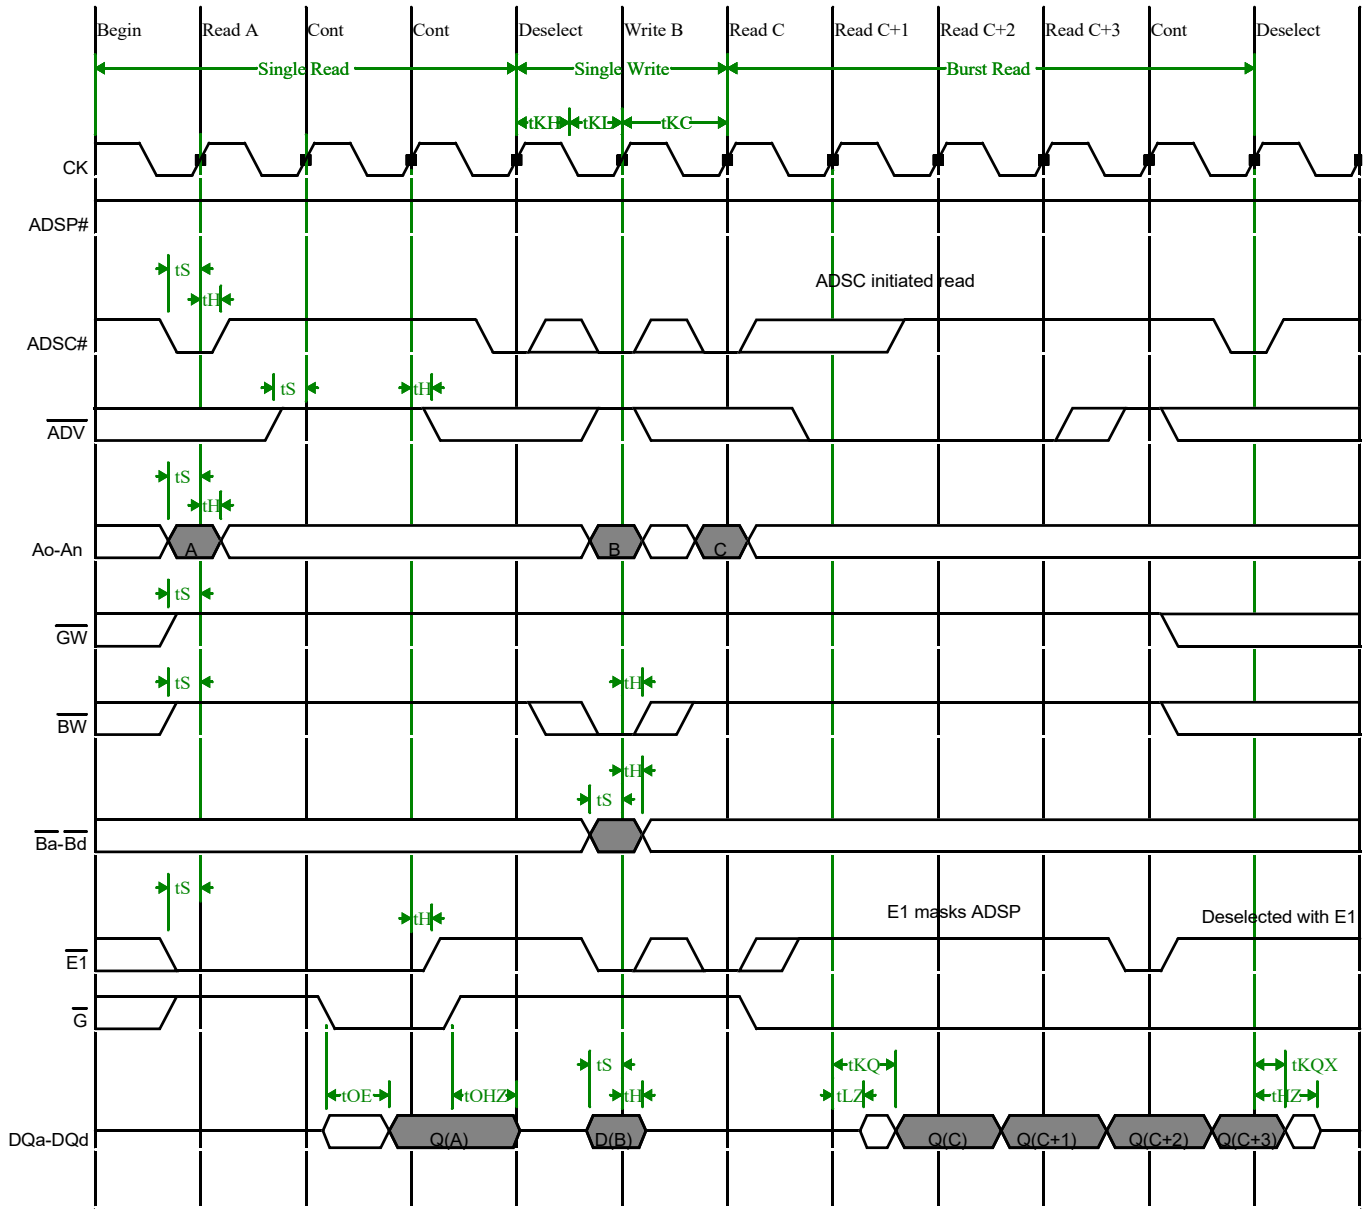 Begin Read A Cont Cont Deselect Write B Read C Read C+1 Read C+2 Read C+3 Cont Deselect
Single Read Single Write Burst Read
tKH tKL tKC
CK
ADSP#
tS
ADSC initiated read
tH
ADSC#
tS tH
ADV
tS
tH
Ao-An A B C
tS
GW
tS tH
BW
tH
tS
Ba-Bd
tS
E1 masks ADSP
tH Deselected with E1
E1
G
tS tKQ tKQX
tOE tOHZ tH tLZ tHZ
DQa-DQd Q(A) D(B) Q(C) Q(C+1) Q(C+2) Q(C+3)